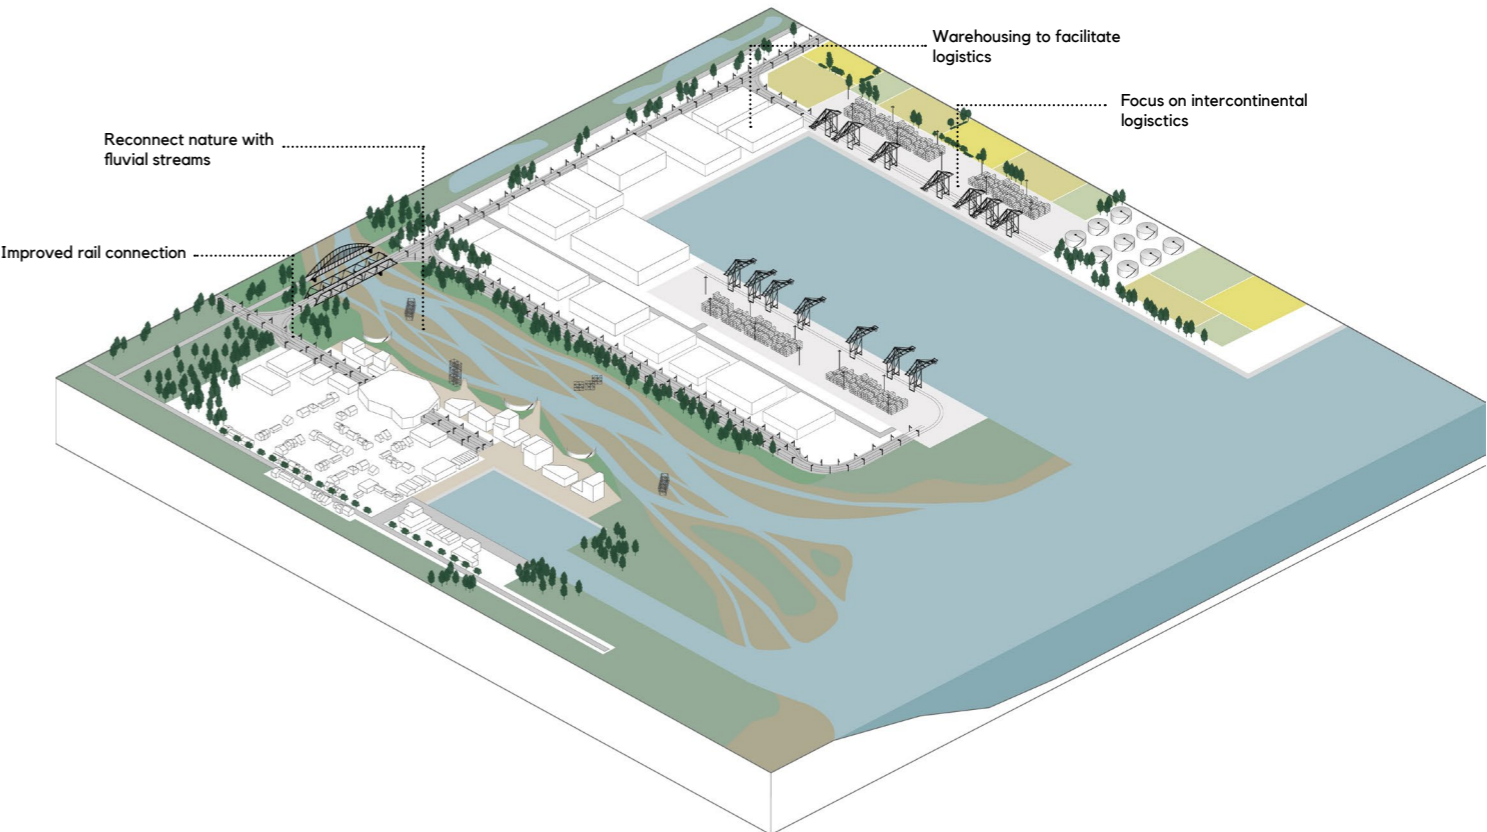 Warehousing to facilitate
logistics
Focus on intercontinental
logisctics
Reconnect nature with
fluvial streams
Improved rail connection